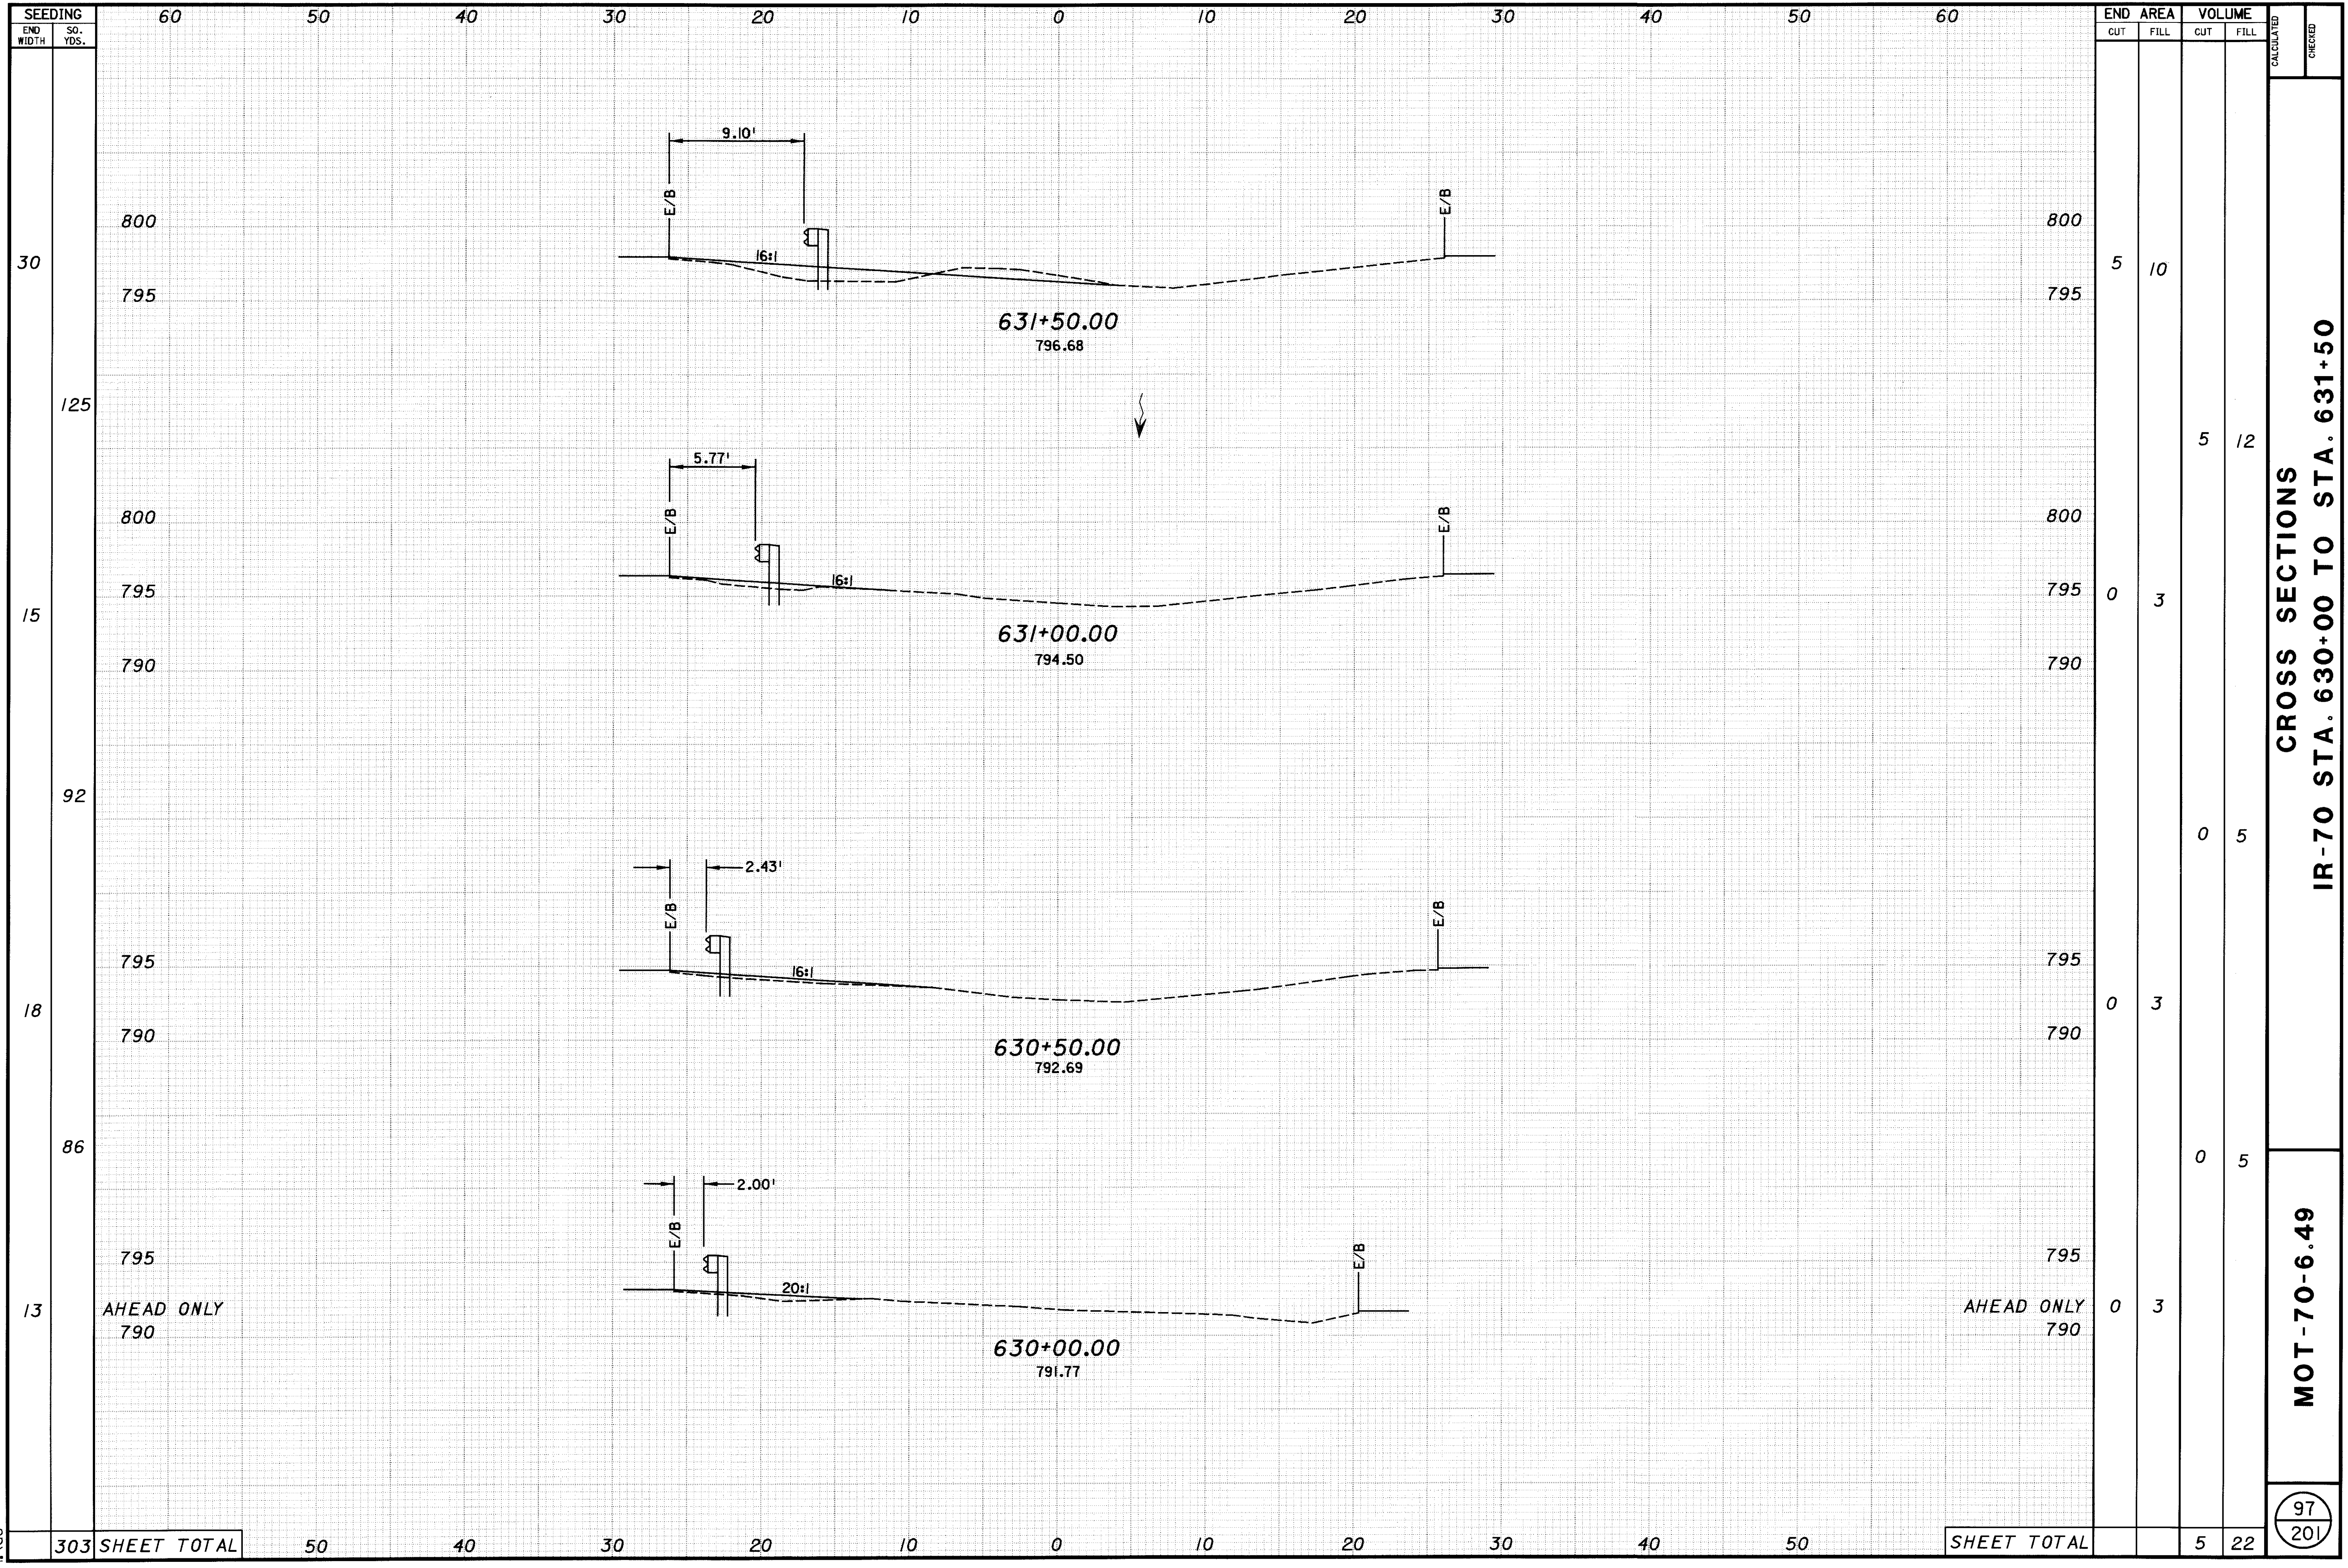 SEEDING
END WIDTH
SO. YDS.
60 50 40 30 20 10 0 10 20 30 40 50 60
END AREA
CUT FILL
VOLUME
CUT FILL
CALCULATED
CHECKED
9.10'
E/B
E/B
800
800
16:1
30
5 10
795
795
631+50.00
796.68
125
5 12
5.77'
E/B
E/B
800
800
16:1
795
795
0 3
15
631+00.00
794.50
790
790
92
0 5
2.43'
E/B
E/B
795
795
16:1
18
0 3
790
790
630+50.00
792.69
86
0 5
2.00'
E/B
E/B
795
795
20:1
13
AHEAD ONLY
AHEAD ONLY
0 3
790
790
630+00.00
791.77
303 SHEET TOTAL
50 40 30 20 10 0 10 20 30 40 50
SHEET TOTAL
5 22
CROSS SECTIONS
IR-70 STA. 630+00 TO STA. 631+50
MOT-70-6.49
97
201